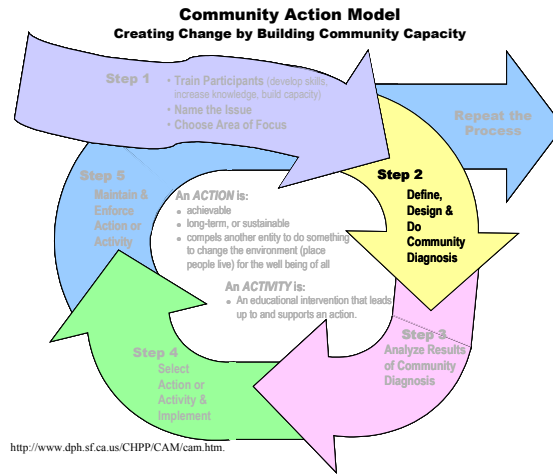 Community Action Model
Creating Change by Building Community Capacity
Step 1
• Train Participants (develop skills,
increase knowledge, build capacity)
• Name the Issue
• Choose Area of Focus
Repeat the
Process
Step 2
Define,
Design &
Do
Community
Diagnosis
Step 3
Analyze Results
of Community
Diagnosis
Step 4
Select
Action or
Activity &
Implement
Step 5
Maintain &
Enforce
Action or
Activity
An ACTION is:
• achievable
• long-term, or sustainable
• compels another entity to do something
to change the environment (place
people live) for the well being of all
An ACTIVITY is:
• An educational intervention that leads
up to and supports an action.
http://www.dph.sf.ca.us/CHPP/CAM/cam.htm.